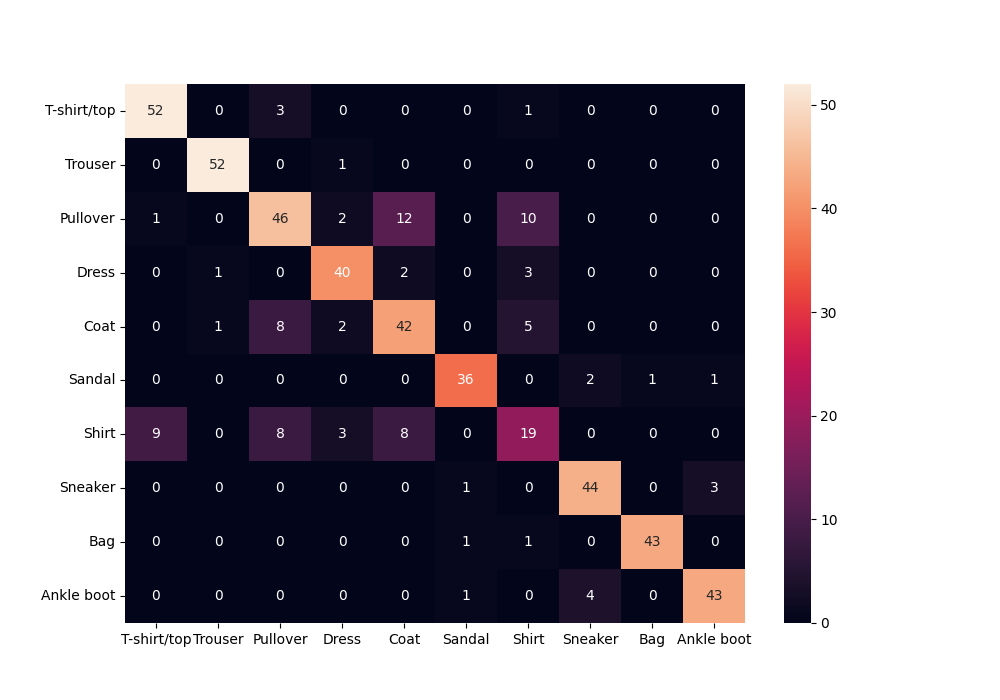 T-shirt/top 52 0 3 0 0 0 1 0 0 0
Trouser 0 52 0 1 0 0 0 0 0 0
Pullover 1 0 46 2 12 0 10 0 0 0
Dress 0 1 0 40 2 0 3 0 0 0
Coat 0 1 8 2 42 0 5 0 0 0
Sandal 0 0 0 0 0 36 0 2 1 1
Shirt 9 0 8 3 8 0 19 0 0 0
Sneaker 0 0 0 0 0 1 0 44 0 3
Bag 0 0 0 0 0 1 1 0 43 0
Ankle boot 0 0 0 0 0 1 0 4 0 43
T-shirt/top Trouser Pullover Dress Coat Sandal Shirt Sneaker Bag Ankle boot
50
40
30
20
10
0